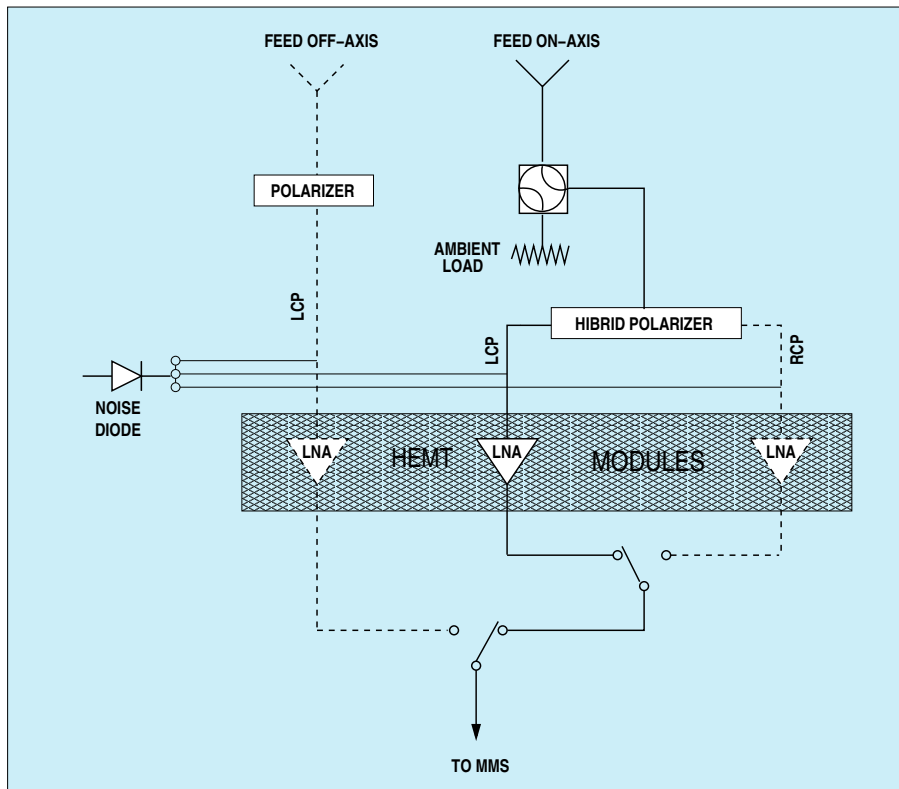 FEED OFF−AXIS
FEED ON−AXIS
POLARIZER
AMBIENT
LOAD
LCP
HIBRID POLARIZER
LCP
RCP
NOISE
DIODE
LNA
HEMT
LNA
MODULES
LNA
TO MMS